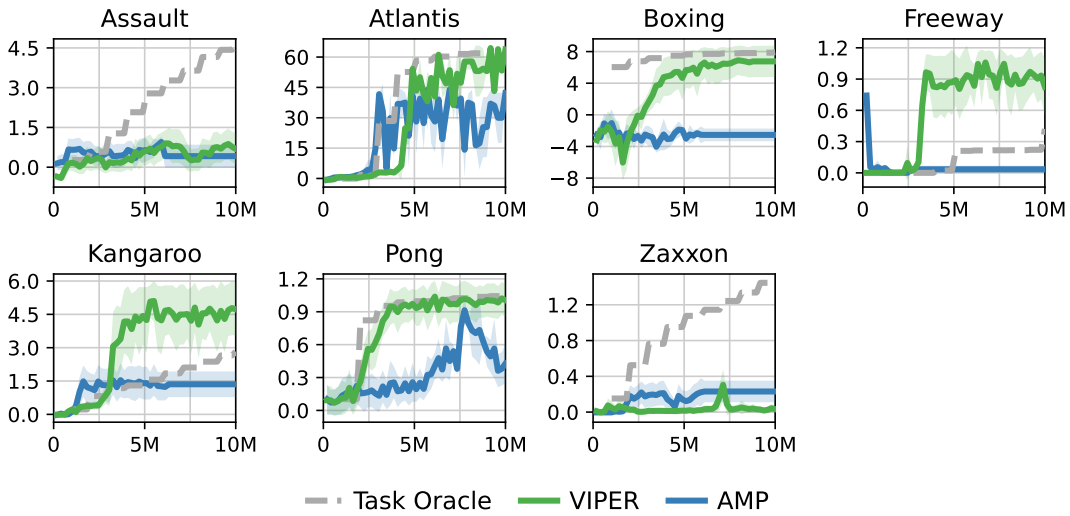 Assault
Atlantis
Boxing
Freeway
4.5
3.0
1.5
0.0
0
5M
10M
60
45
30
15
0
0
5M
10M
8
4
0
−4
−8
0
5M
10M
1.2
0.9
0.6
0.3
0.0
0
5M
10M
Kangaroo
Pong
Zaxxon
6.0
4.5
3.0
1.5
0.0
0
5M
10M
1.2
0.9
0.6
0.3
0.0
0
5M
10M
1.2
0.8
0.4
0.0
0
5M
10M
Task Oracle VIPER AMP